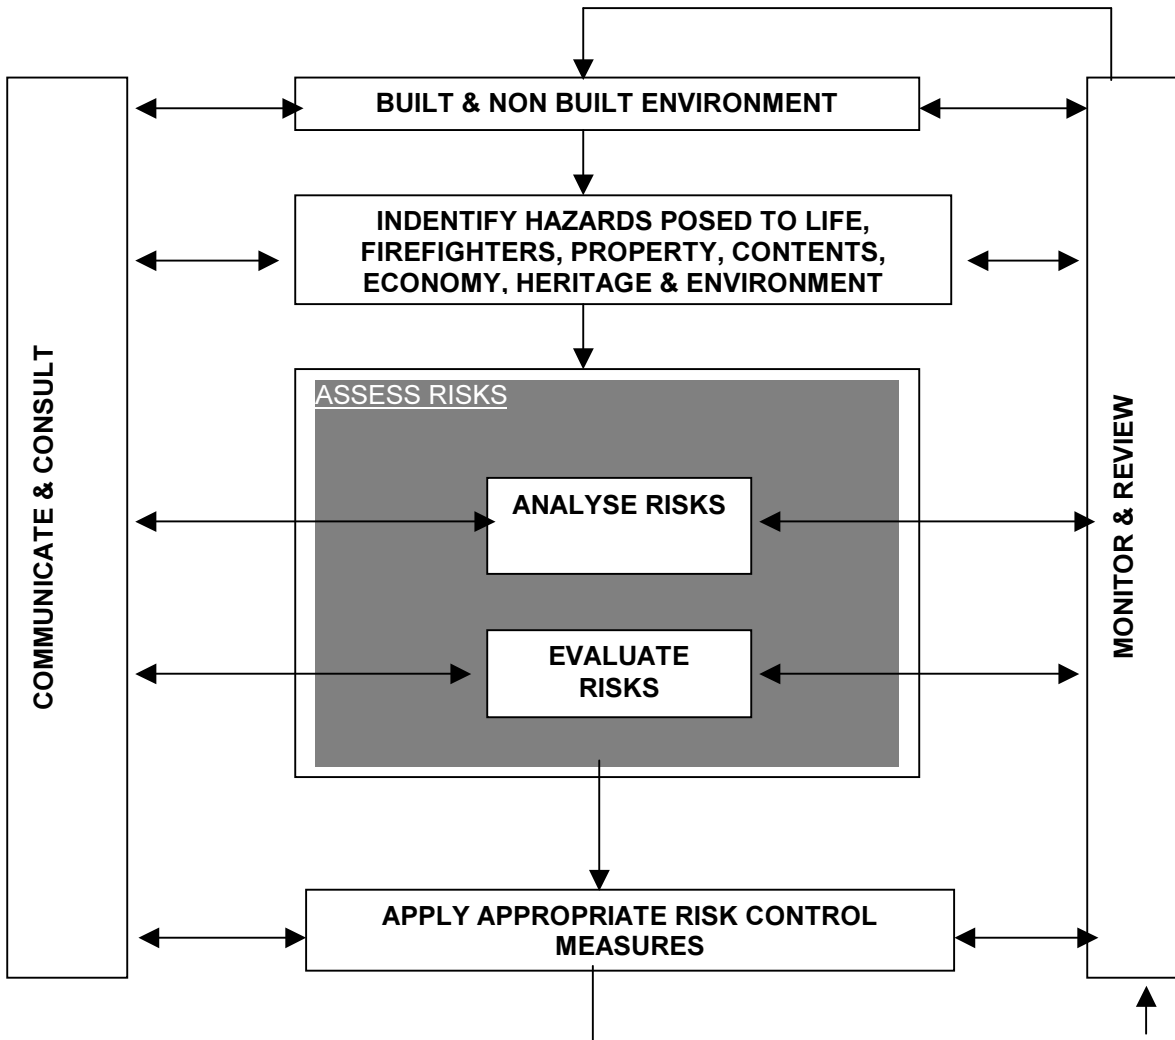 BUILT & NON BUILT ENVIRONMENT
INDENTIFY HAZARDS POSED TO LIFE,
FIREFIGHTERS, PROPERTY, CONTENTS,
ECONOMY, HERITAGE & ENVIRONMENT
COMMUNICATE & CONSULT
ASSESS RISKS
ANALYSE RISKS
EVALUATE
RISKS
MONITOR & REVIEW
APPLY APPROPRIATE RISK CONTROL
MEASURES